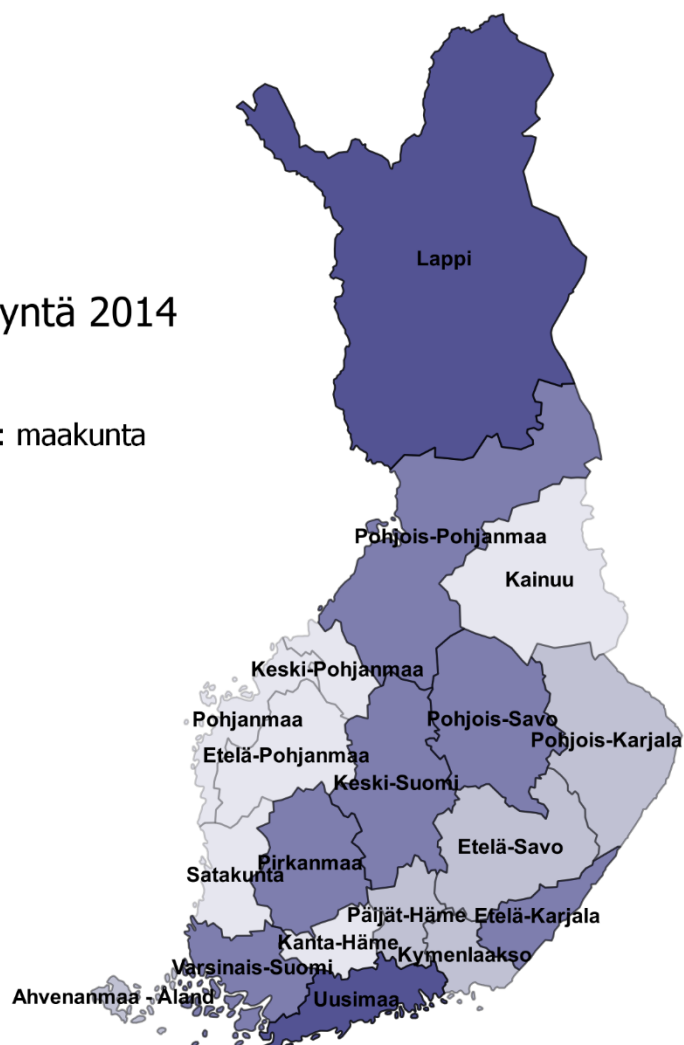 Lappi
yntä 2014
: maakunta
Pohjois-Pohjanmaa
Kainuu
Keski-Pohjanmaa
Pohjanmaa
Pohjois-Savo
Pohjois-Karjala
Etelä-Pohjanmaa
Keski-Suomi
Etelä-Savo
Pirkanmaa
Satakunta
Päijät-Häme
Etelä-Karjala
Kanta-Häme
Kymenlaakso
Varsinais-Suomi
Ahvenanmaa - Åland
Uusimaa